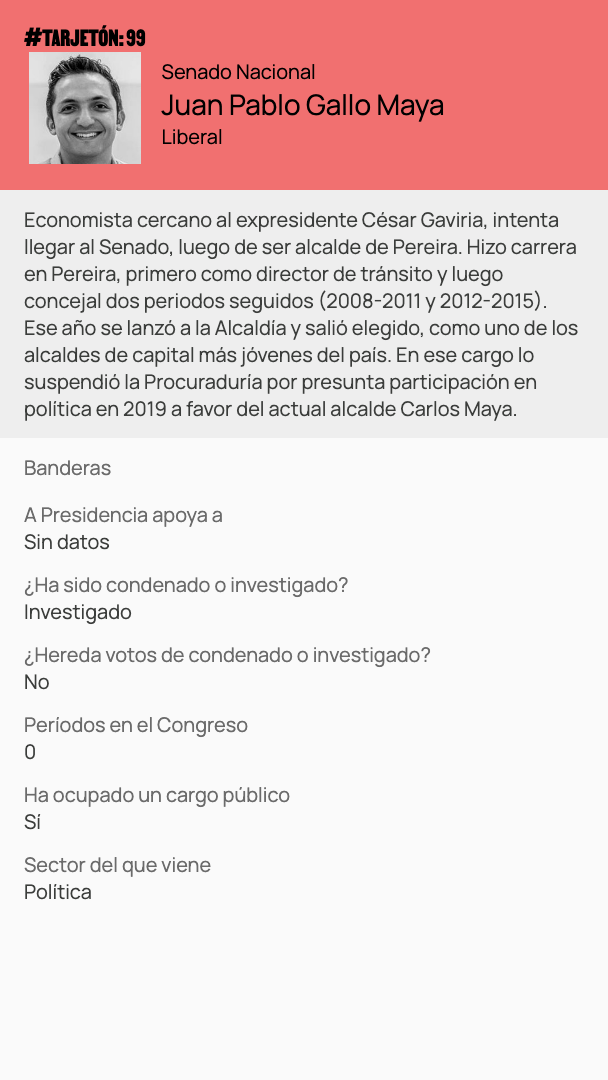 #TARJETÓN: 99
Senado Nacional
Juan Pablo Gallo Maya
Liberal
Economista cercano al expresidente César Gaviria, intenta
llegar al Senado, luego de ser alcalde de Pereira. Hizo carrera
en Pereira, primero como director de tránsito y luego
concejal dos periodos seguidos (2008-2011 y 2012-2015).
Ese año se lanzó a la Alcaldía y salió elegido, como uno de los
alcaldes de capital más jóvenes del país. En ese cargo lo
suspendió la Procuraduría por presunta participación en
política en 2019 a favor del actual alcalde Carlos Maya.
Banderas
A Presidencia apoya a
Sin datos
¿Ha sido condenado o investigado?
Investigado
¿Hereda votos de condenado o investigado?
No
Períodos en el Congreso
0
Ha ocupado un cargo público
Sí
Sector del que viene
Política